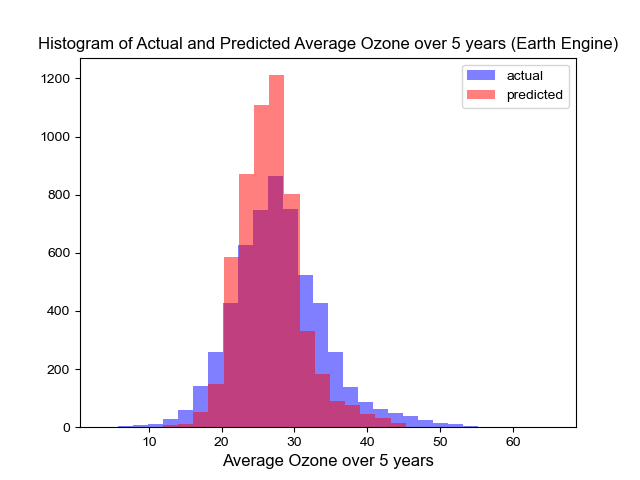 Histogram of Actual and Predicted Average Ozone over 5 years (Earth Engine)
actual
predicted
1200
1000
800
600
400
200
0
10 20 30 40 50 60
Average Ozone over 5 years